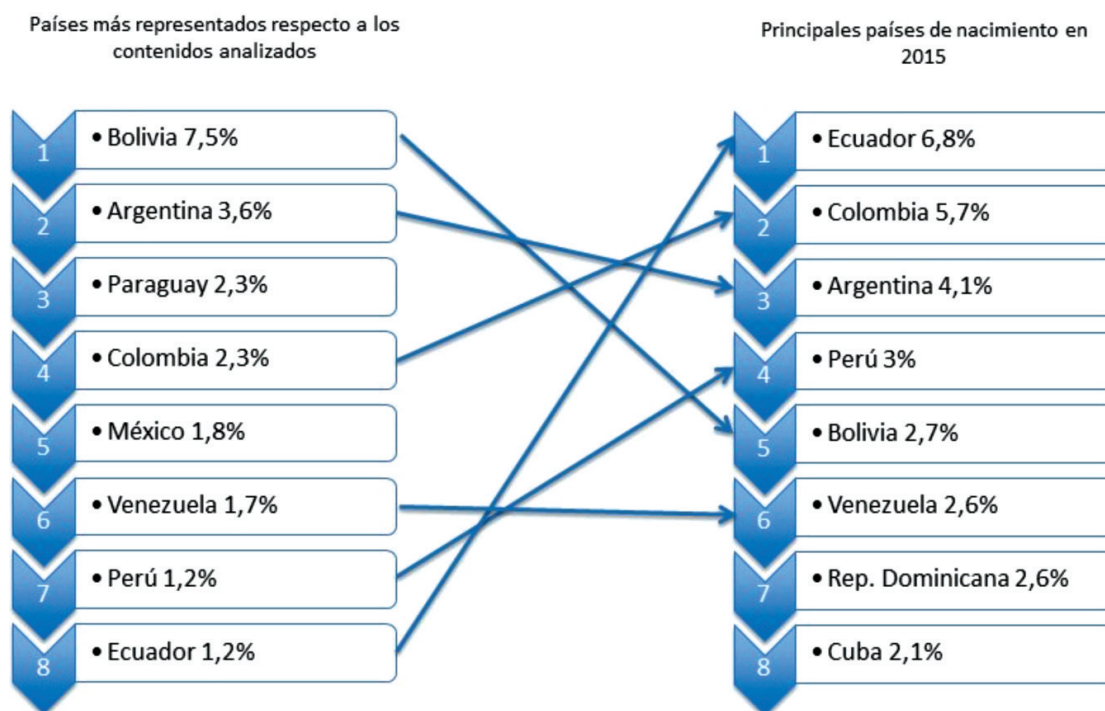 Países más representados respecto a los
contenidos analizados
1
• Bolivia 7,5%
2
• Argentina 3,6%
3
• Paraguay 2,3%
4
• Colombia 2,3%
5
• México 1,8%
6
• Venezuela 1,7%
7
• Perú 1,2%
8
• Ecuador 1,2%
Principales países de nacimiento en
2015
1
• Ecuador 6,8%
2
• Colombia 5,7%
3
• Argentina 4,1%
4
• Perú 3%
5
• Bolivia 2,7%
6
• Venezuela 2,6%
7
• Rep. Dominicana 2,6%
8
• Cuba 2,1%